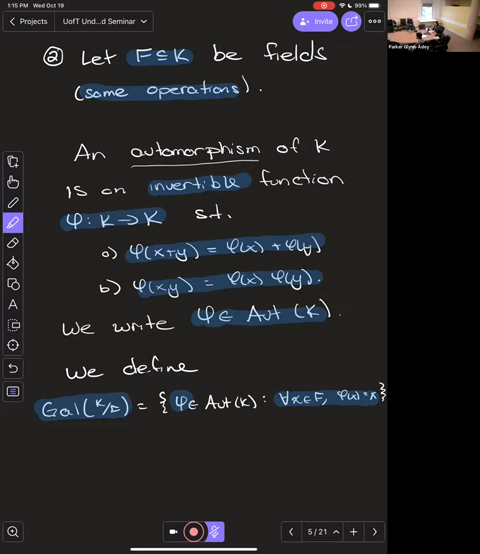 1:15 PM Wed Oct 19
99%
Projects
UofT Und... d Seminar
Invite
Parker Glynn-Adey
② Let F ⊆ K be fields
(same operations).
An automorphism of K
is an invertible function
φ: K → K s.t.
a) φ(x+y) = φ(x) + φ(y)
b) φ(xy) = φ(x) φ(y).
We write φ ∈ Aut (K).
We define
Gal(K/F) = { φ ∈ Aut(K) : ∀x∈F, φ(x)=x }
5 / 21